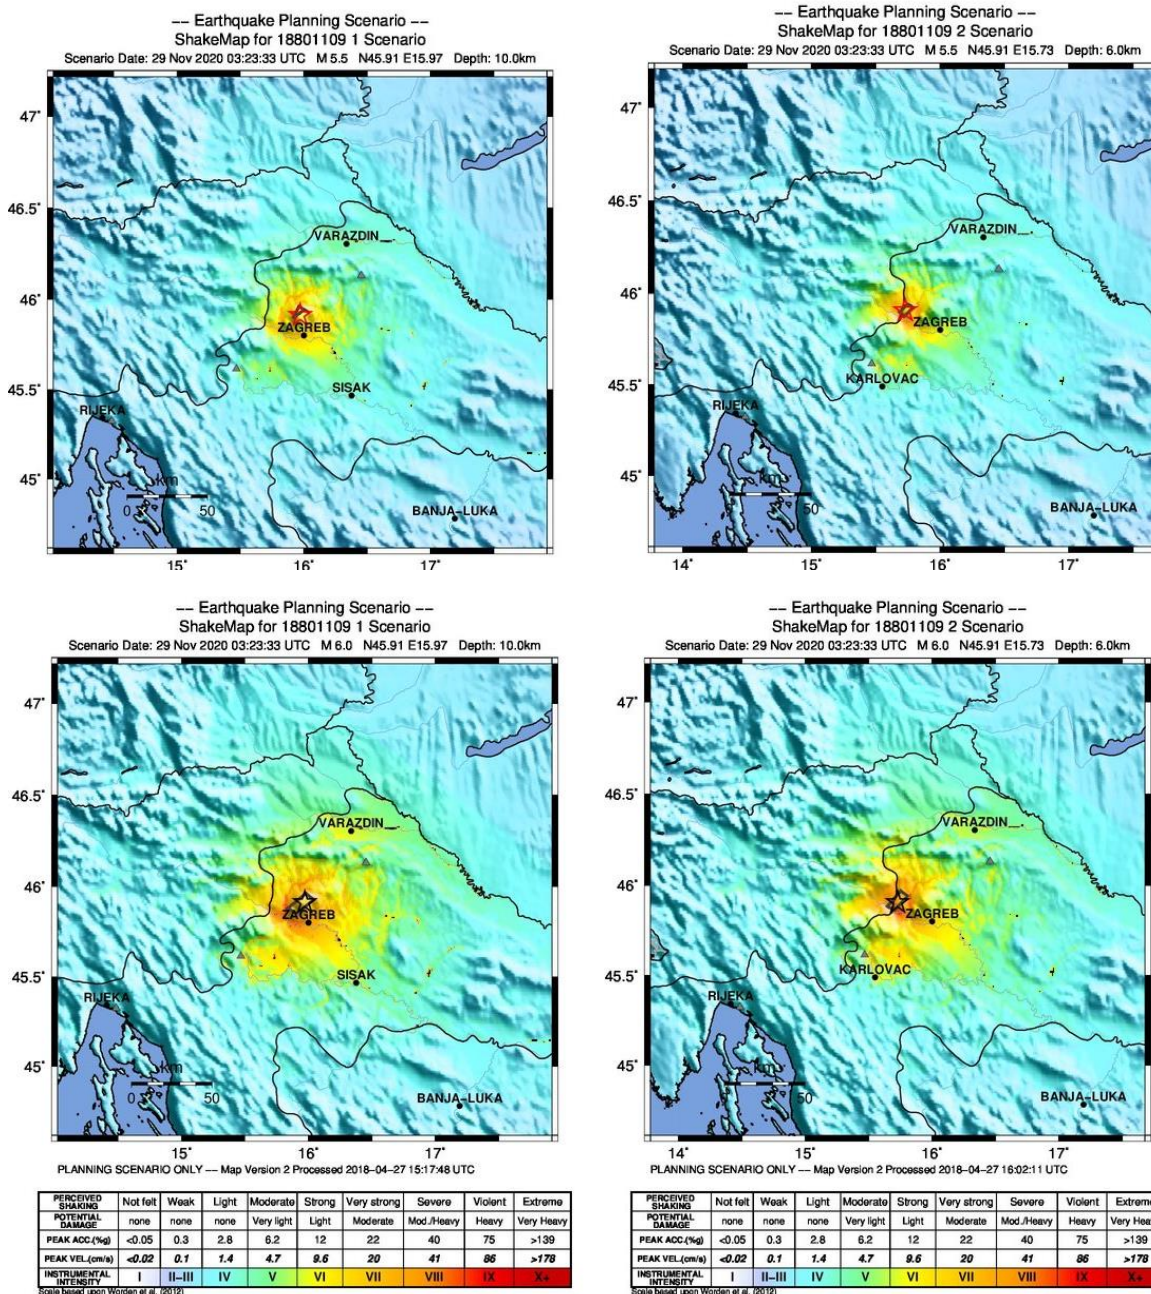 -- Earthquake Planning Scenario --
ShakeMap for 18801109 1 Scenario
Scenario Date: 29 Nov 2020 03:23:33 UTC M 5.5 N45.91 E15.97 Depth: 10.0km
47°
46.5°
VARAZDIN
46°
ZAGREB
45.5°
SISAK
RIJEKA
45°
km
0 50
BANJA-LUKA
15° 16° 17°
-- Earthquake Planning Scenario --
ShakeMap for 18801109 2 Scenario
Scenario Date: 29 Nov 2020 03:23:33 UTC M 5.5 N45.91 E15.73 Depth: 6.0km
47°
46.5°
VARAZDIN
46°
ZAGREB
45.5°
KARLOVAC
RIJEKA
45°
km
50
BANJA-LUKA
14° 15° 16° 17°
-- Earthquake Planning Scenario --
ShakeMap for 18801109 1 Scenario
Scenario Date: 29 Nov 2020 03:23:33 UTC M 6.0 N45.91 E15.97 Depth: 10.0km
47°
46.5°
VARAZDIN
46°
ZAGREB
45.5°
SISAK
RIJEKA
45°
km
0 50
BANJA-LUKA
15° 16° 17°
PLANNING SCENARIO ONLY -- Map Version 2 Processed 2018-04-27 15:17:48 UTC
PERCEIVED SHAKING Not felt Weak Light Moderate Strong Very strong Severe Violent Extreme
POTENTIAL DAMAGE none none none Very light Light Moderate Mod./Heavy Heavy Very Heavy
PEAK ACC.(%g) <0.05 0.3 2.8 6.2 12 22 40 75 >139
PEAK VEL.(cm/s) <0.02 0.1 1.4 4.7 9.6 20 41 86 >178
INSTRUMENTAL INTENSITY I II-III IV V VI VII VIII IX X+
Scale based upon Worden et al. (2012)
-- Earthquake Planning Scenario --
ShakeMap for 18801109 2 Scenario
Scenario Date: 29 Nov 2020 03:23:33 UTC M 6.0 N45.91 E15.73 Depth: 6.0km
47°
46.5°
VARAZDIN
46°
ZAGREB
45.5°
KARLOVAC
RIJEKA
45°
km
50
BANJA-LUKA
14° 15° 16° 17°
PLANNING SCENARIO ONLY -- Map Version 2 Processed 2018-04-27 16:02:11 UTC
PERCEIVED SHAKING Not felt Weak Light Moderate Strong Very strong Severe Violent Extreme
POTENTIAL DAMAGE none none none Very light Light Moderate Mod./Heavy Heavy Very Heavy
PEAK ACC.(%g) <0.05 0.3 2.8 6.2 12 22 40 75 >139
PEAK VEL.(cm/s) <0.02 0.1 1.4 4.7 9.6 20 41 86 >178
INSTRUMENTAL INTENSITY I II-III IV V VI VII VIII IX X+
Scale based upon Worden et al. (2012)